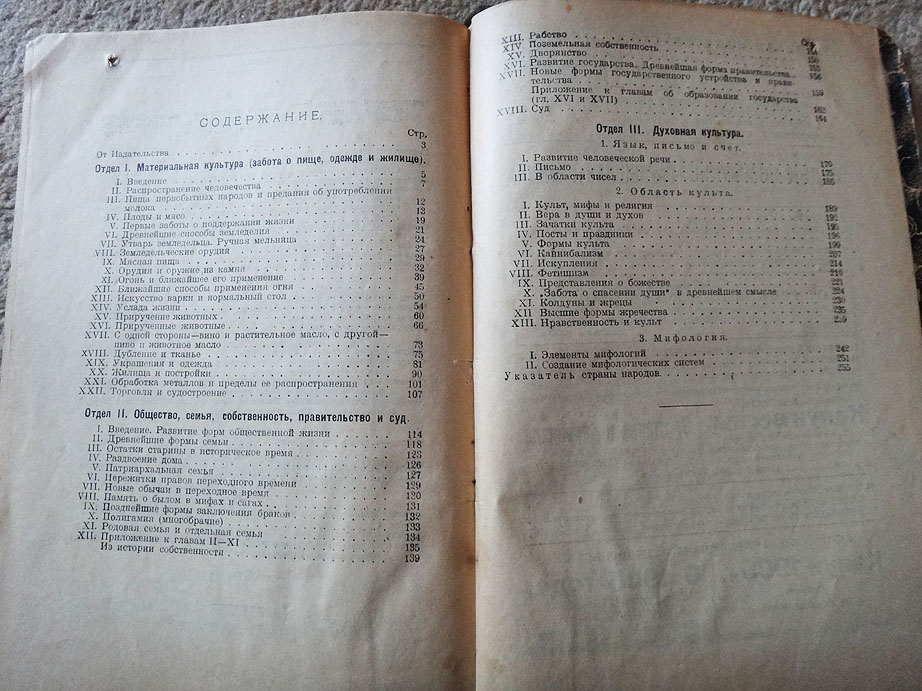 СОДЕРЖАНИЕ.
Стр.
От Издательства 3
Отдел I. Материальная культура (забота о пище, одежде и жилище).
I. Введение 5
II. Распространение человечества 7
III. Пища первобытных народов и предания об употреблении
молока 12
IV. Плоды и мясо 13
V. Первые заботы о поддержании жизни 19
VI. Древнейшие способы земледелия 21
VII. Утварь земледельца. Ручная мельница 24
VIII. Земледельческие орудия 27
IX. Мясная пища 29
X. Орудия и оружие из камня 32
XI. Огонь и ближайшее его применение 39
XII. Ближайшие способы применения огня 45
XIII. Искусство варки и нормальный стол 50
XIV. Услада жизни 54
XV. Приручение животных 60
XVI. Прирученные животные 66
XVII. С одной стороны—вино и растительное масло, с другой—
пиво и животное масло 73
XVIII. Дубление и тканье 75
XIX. Украшения и одежда 81
XX. Жилища и постройки 90
XXI. Обработка металлов и пределы ее распространения 101
XXII. Торговля и судостроение 107
Отдел II. Общество, семья, собственность, правительство и суд.
I. Введение. Развитие форм общественной жизни 114
II. Древнейшие формы семьи 118
III. Остатки старины в историческое время 123
IV. Раздвоение дома 126
V. Патриархальная семья 127
VI. Пережитки нравов переходного времени 129
VII. Новые обычаи в переходное время 130
VIII. Память о былом в мифах и сагах 131
IX. Позднейшие формы заключения браков 132
X. Полигамия (многобрачие) 133
XI. Родовая семья и отдельная семья 134
XII. Приложение к главам II—XI 135
Из истории собственности 139
XIII. Рабство
XIV. Поземельная собственность
XV. Дворянство
XVI. Развитие государства. Древнейшая форма правительства 156
XVII. Новые формы государственного устройства и прави-
тельства 159
Приложение к главам об образовании государства
(гл. XVI и XVII) 162
XVIII. Суд 164
Отдел III. Духовная культура.
1. Язык, письмо и счет.
I. Развитие человеческой речи 170
II. Письмо 175
III. В области чисел 186
2. Область культа.
I. Культ, мифы и религия 189
II. Вера в души и духов 192
III. Зачатки культа 195
IV. Посты и праздники 196
V. Формы культа 199
VI. Каннибализм 207
VII. Искупления 214
VIII. Фетишизм 216
IX. Представления о божестве 221
X. „Забота о спасении души" в древнейшем смысле 224
XI. Колдуны и жрецы 230
XII. Высшие формы жречества 235
XIII. Нравственность и культ 239
3. Мифология.
I. Элементы мифологий 242
II. Создание мифологических систем 251
Указатель страны народов 255